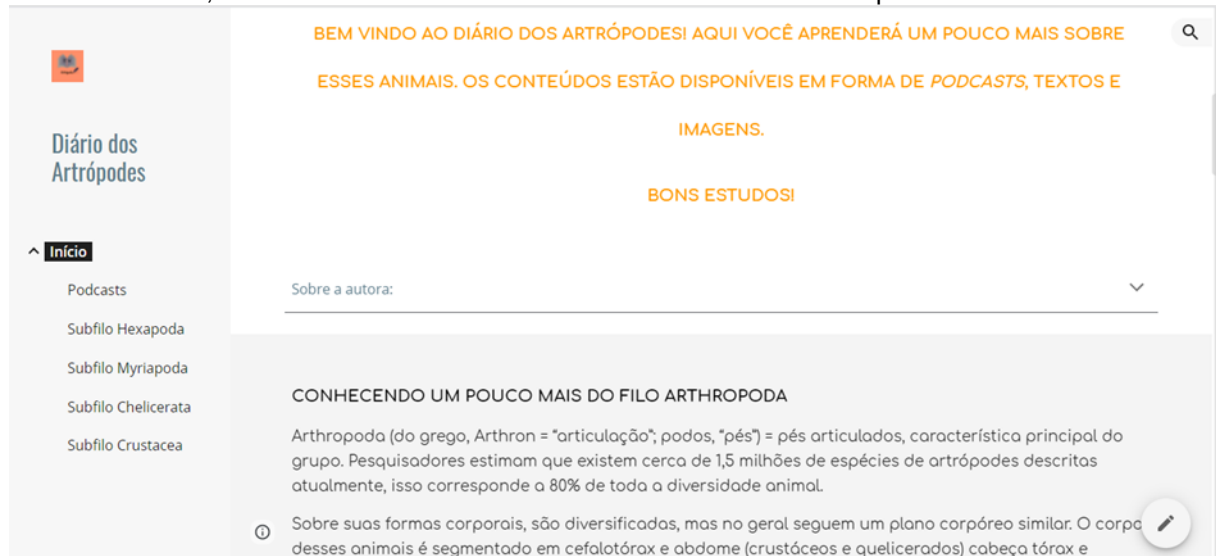 BEM VINDO AO DIÁRIO DOS ARTRÓPODES! AQUI VOCÊ APRENDERÁ UM POUCO MAIS SOBRE
ESSES ANIMAIS. OS CONTEÚDOS ESTÃO DISPONÍVEIS EM FORMA DE PODCASTS, TEXTOS E
IMAGENS.
BONS ESTUDOS!
Diário dos
Artrópodes
Início
Podcasts
Subfilo Hexapoda
Subfilo Myriapoda
Subfilo Chelicerata
Subfilo Crustacea
Sobre a autora:
CONHECENDO UM POUCO MAIS DO FILO ARTHROPODA
Arthropoda (do grego, Arthron = "articulação"; podos, "pés") = pés articulados, característica principal do
grupo. Pesquisadores estimam que existem cerca de 1,5 milhões de espécies de artrópodes descritas
atualmente, isso corresponde a 80% de toda a diversidade animal.
Sobre suas formas corporais, são diversificadas, mas no geral seguem um plano corpóreo similar. O corpo
desses animais é segmentado em cefalotórax e abdome (crustáceos e quelicerados) cabeça tórax e